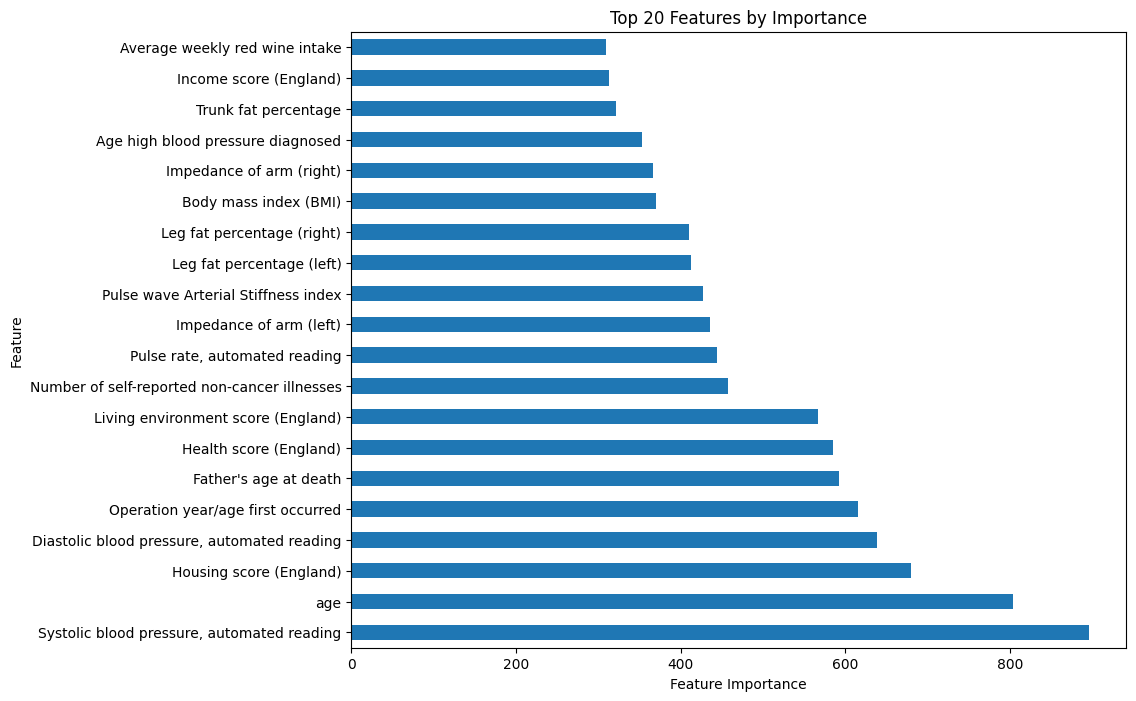 Top 20 Features by Importance
Average weekly red wine intake
Income score (England)
Trunk fat percentage
Age high blood pressure diagnosed
Impedance of arm (right)
Body mass index (BMI)
Leg fat percentage (right)
Leg fat percentage (left)
Pulse wave Arterial Stiffness index
Impedance of arm (left)
Pulse rate, automated reading
Number of self-reported non-cancer illnesses
Living environment score (England)
Health score (England)
Father's age at death
Operation year/age first occurred
Diastolic blood pressure, automated reading
Housing score (England)
age
Systolic blood pressure, automated reading
Feature
0 200 400 600 800
Feature Importance